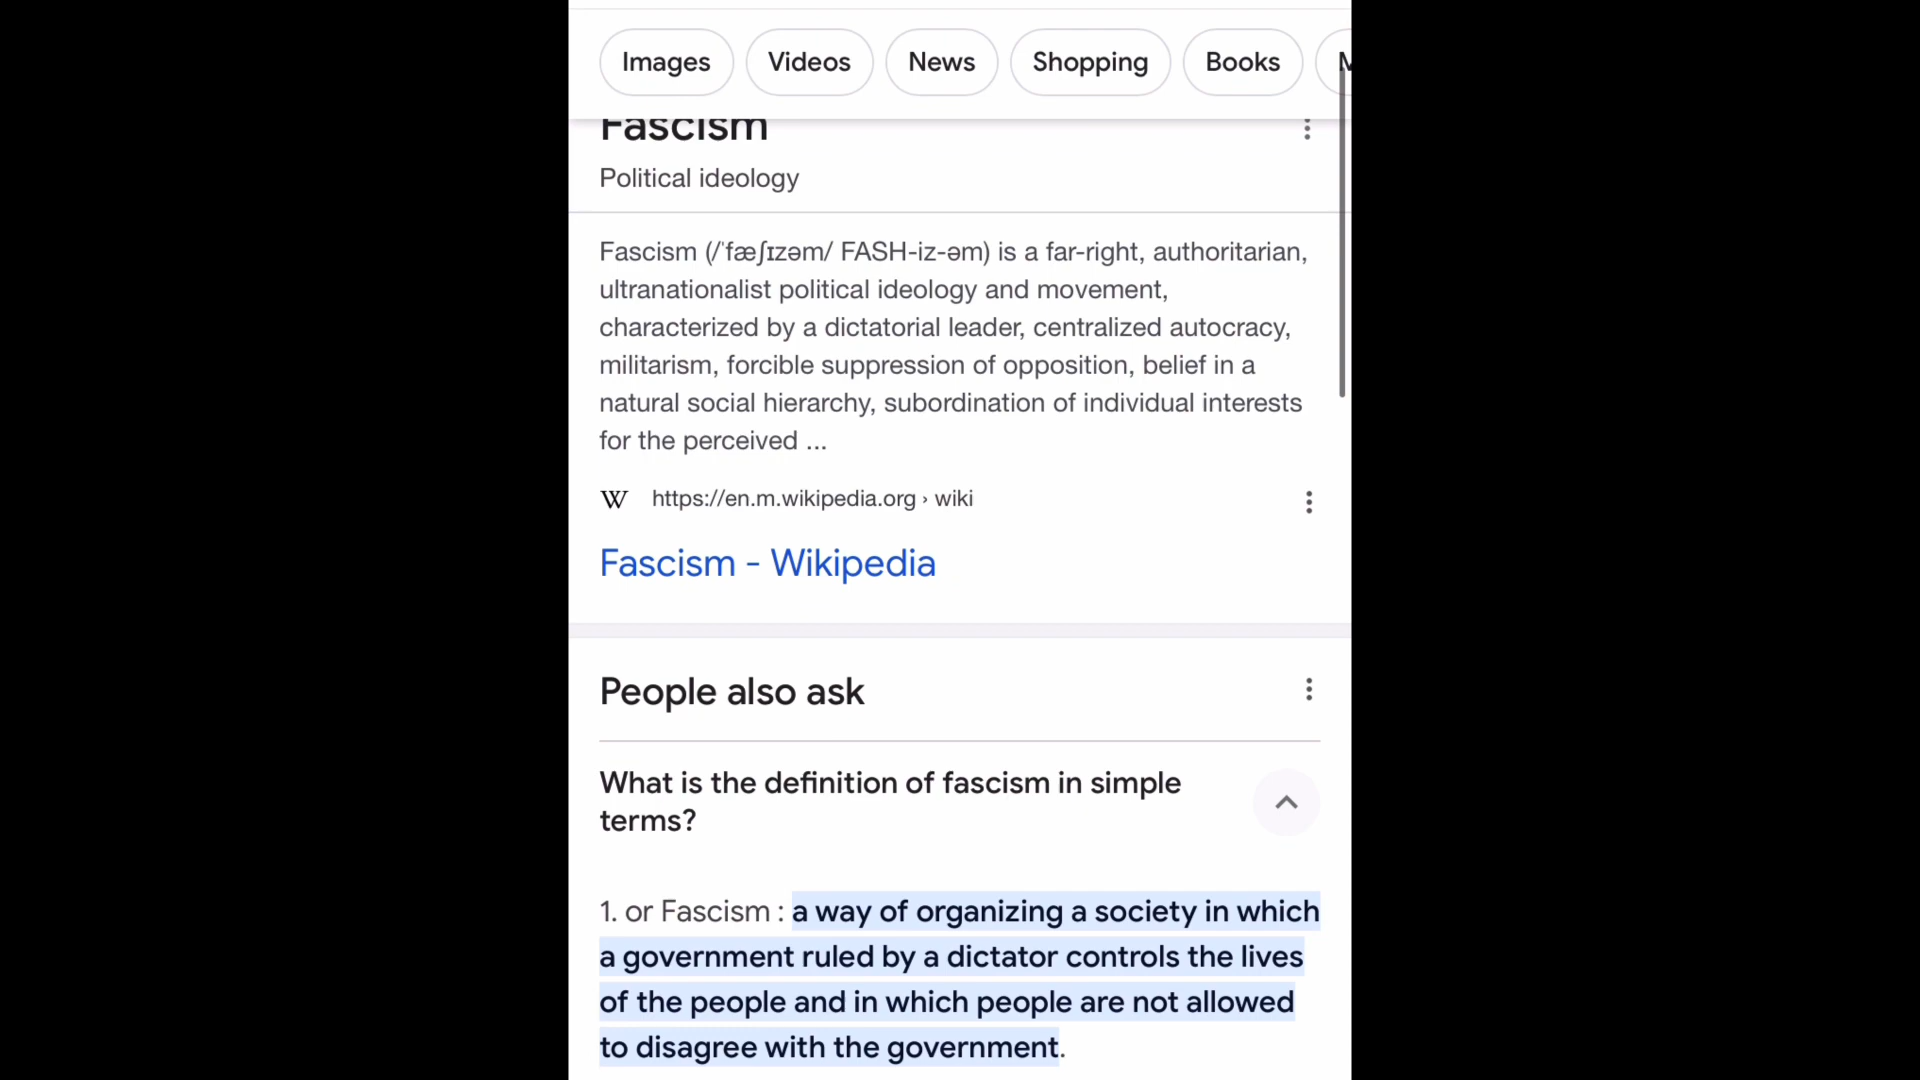 Images Videos News Shopping Books M
Fascism
Political ideology
Fascism (/ˈfæʃɪzəm/ FASH-iz-əm) is a far-right, authoritarian,
ultranationalist political ideology and movement,
characterized by a dictatorial leader, centralized autocracy,
militarism, forcible suppression of opposition, belief in a
natural social hierarchy, subordination of individual interests
for the perceived ...
W https://en.m.wikipedia.org › wiki
Fascism - Wikipedia
People also ask
What is the definition of fascism in simple
terms?
1. or Fascism : a way of organizing a society in which
a government ruled by a dictator controls the lives
of the people and in which people are not allowed
to disagree with the government.